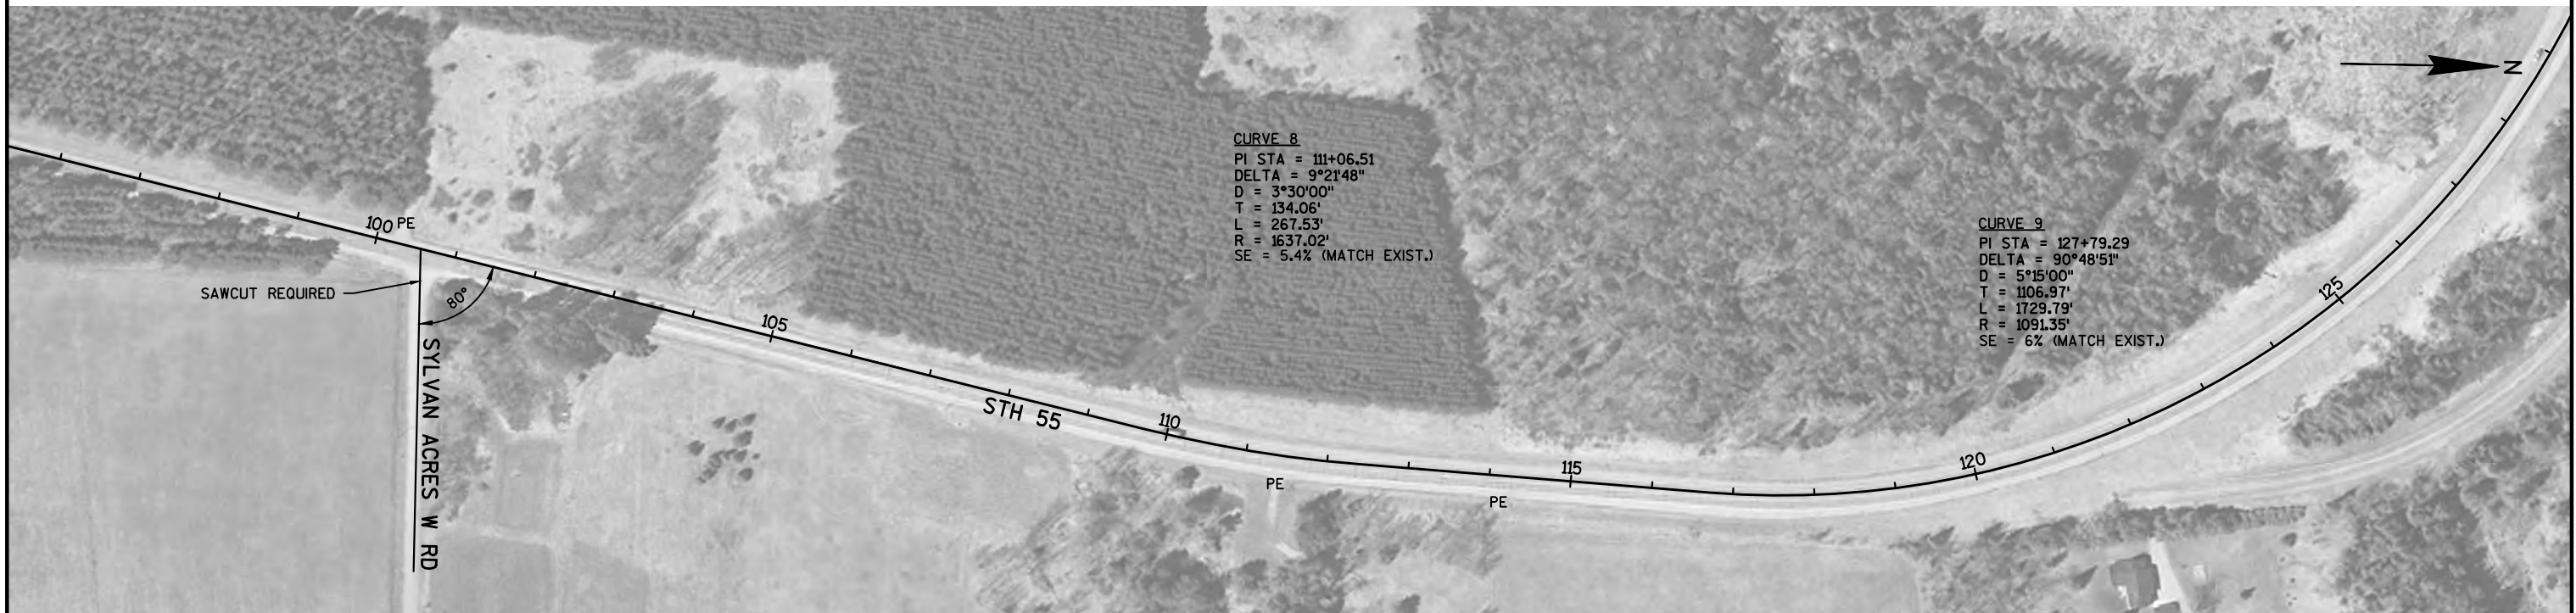 N
CURVE 8
PI STA = 111+06.51
DELTA = 9°21'48"
D = 3°30'00"
T = 134.06'
L = 267.53'
R = 1637.02'
SE = 5.4% (MATCH EXIST.)
CURVE 9
PI STA = 127+79.29
DELTA = 90°48'51"
D = 5°15'00"
T = 1106.97'
L = 1729.79'
R = 1091.35'
SE = 6% (MATCH EXIST.)
100 PE
SAWCUT REQUIRED
80°
SYLVAN ACRES W RD
105
STH 55
110
PE
115
PE
120
125